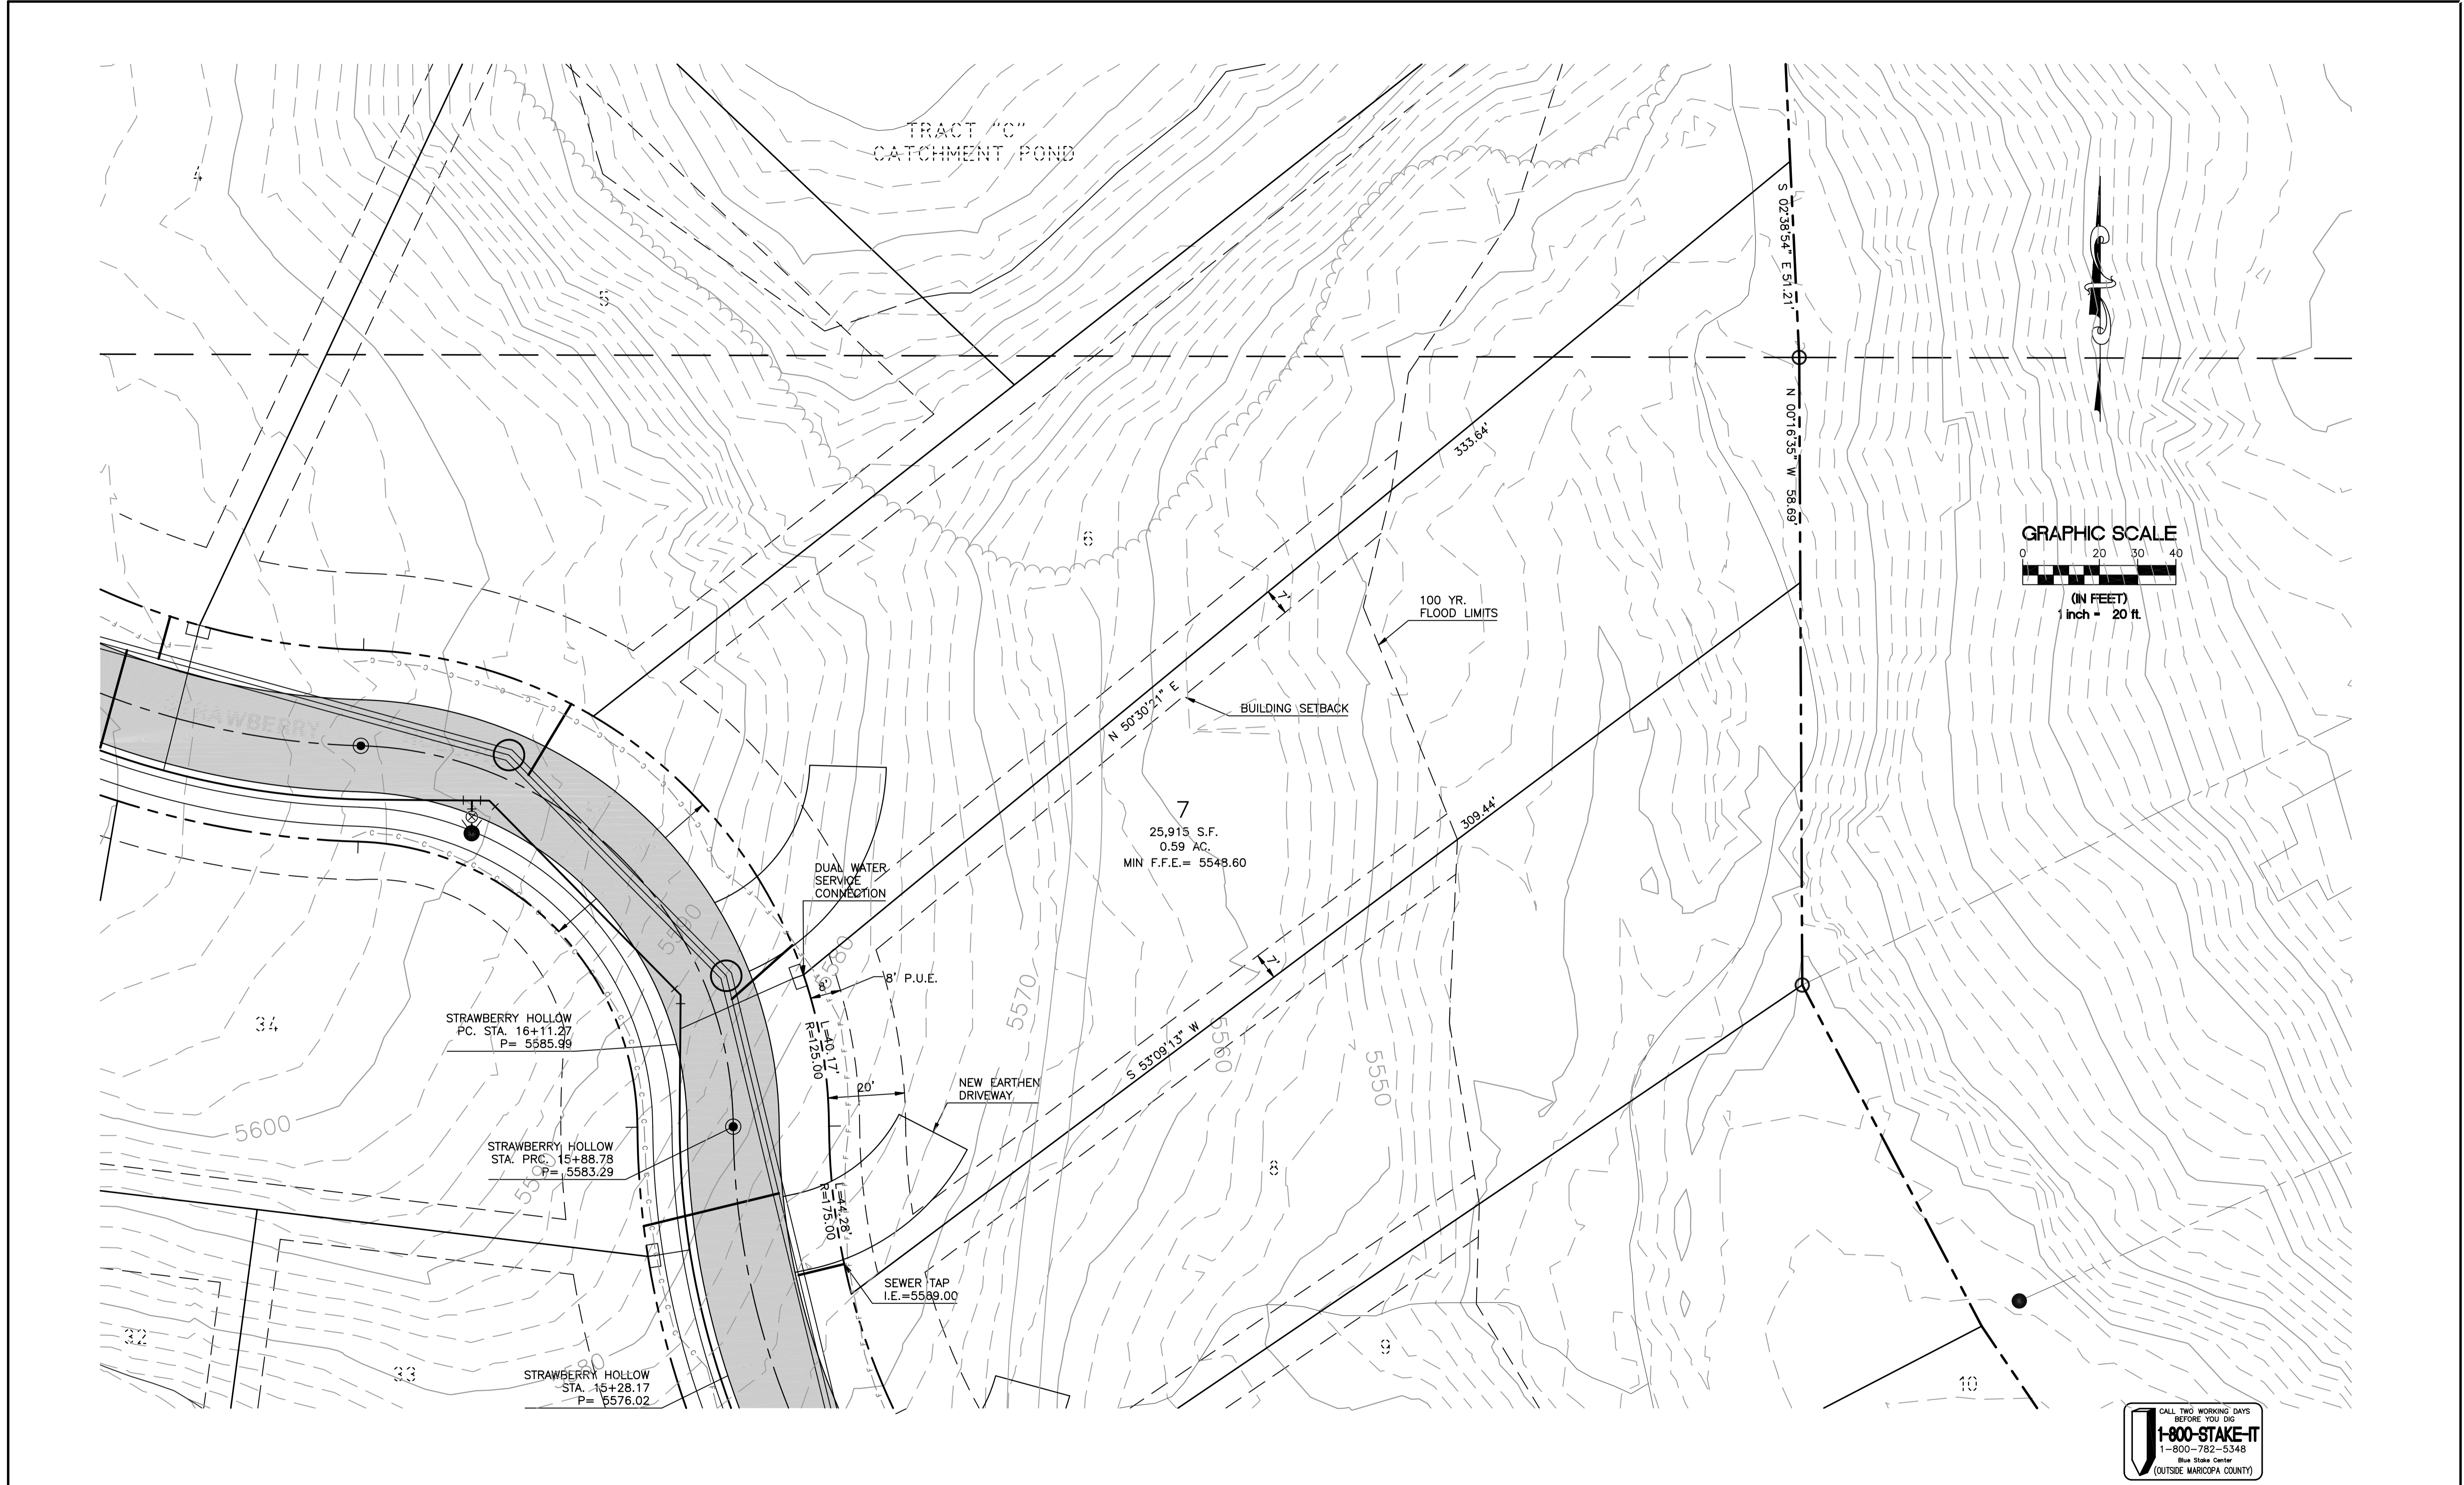 TRACT "C"
CATCHMENT POND
4
5
S 02°38'54" E 51.21'
N 00°16'35" W 58.69'
333.64'
6
GRAPHIC SCALE
0 20 30 40
(IN FEET)
1 inch = 20 ft.
7'
100 YR.
FLOOD LIMITS
N 50°30'21" E
BUILDING SETBACK
STRAWBERRY
7
25,915 S.F.
0.59 AC.
MIN F.F.E.= 5548.60
309.44'
DUAL WATER
SERVICE
CONNECTION
5590
5580
8'
8' P.U.E.
7'
5570
5560
5550
S 53°09'13" W
34
STRAWBERRY HOLLOW
PC. STA. 16+11.27
P= 5585.99
L=40.17'
R=125.00
20'
NEW EARTHEN
DRIVEWAY
5600
STRAWBERRY HOLLOW
STA. PRC. 15+88.78
P= 5583.29
5590
8
L=44.28'
R=175.00
SEWER TAP
I.E.=5569.00
32
33
5580
STRAWBERRY HOLLOW
STA. 15+28.17
P= 5576.02
9
10
CALL TWO WORKING DAYS
BEFORE YOU DIG
1-800-STAKE-IT
1-800-782-5348
Blue Stake Center
(OUTSIDE MARICOPA COUNTY)